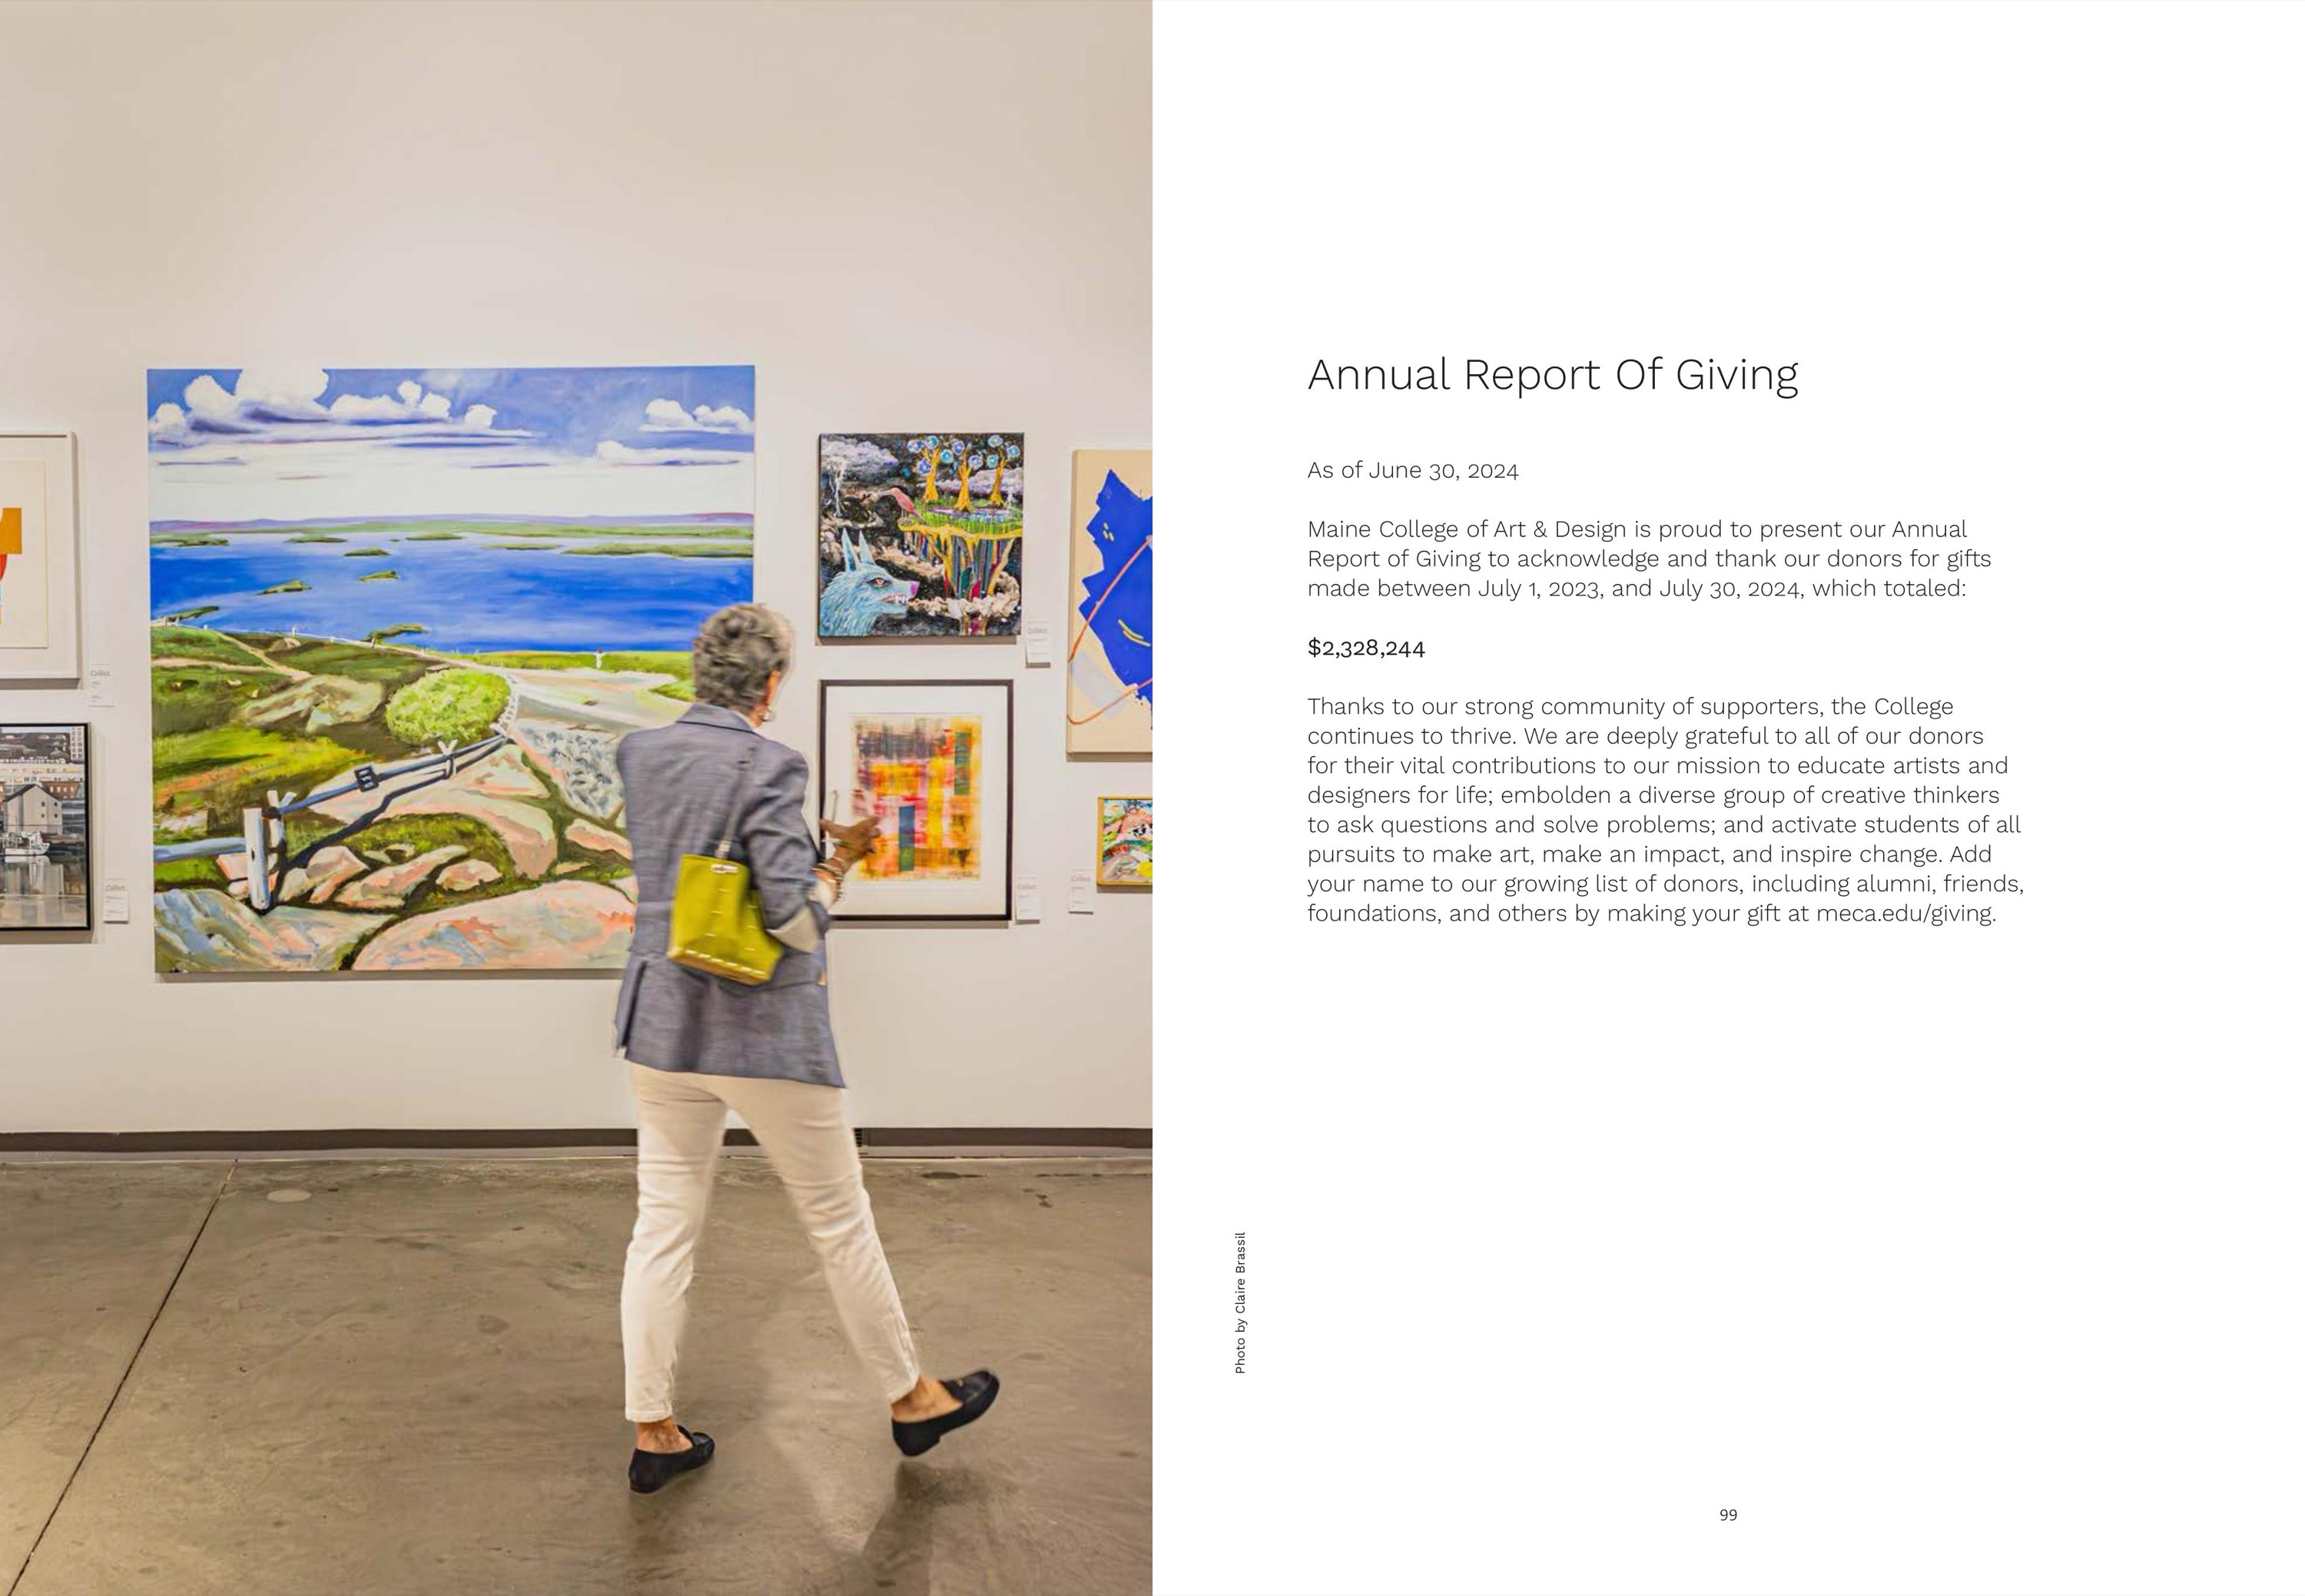 Annual Report Of Giving
As of June 30, 2024
Maine College of Art & Design is proud to present our Annual
Report of Giving to acknowledge and thank our donors for gifts
made between July 1, 2023, and July 30, 2024, which totaled:
$2,328,244
Thanks to our strong community of supporters, the College
continues to thrive. We are deeply grateful to all of our donors
for their vital contributions to our mission to educate artists and
designers for life; embolden a diverse group of creative thinkers
to ask questions and solve problems; and activate students of all
pursuits to make art, make an impact, and inspire change. Add
your name to our growing list of donors, including alumni, friends,
foundations, and others by making your gift at meca.edu/giving.
Photo by Claire Brassil
99